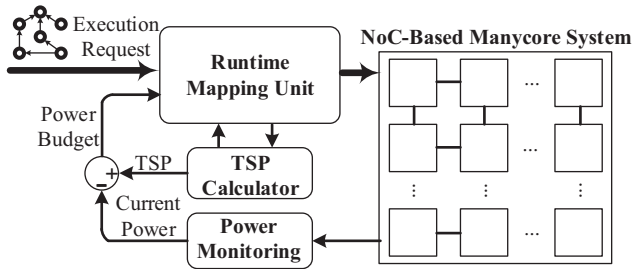 Execution
Request
NoC-Based Manycore System
Runtime
Mapping Unit
Power
Budget
+
TSP
TSP
Calculator
-
Current
Power
Power
Monitoring
...
...
...
...
...
...